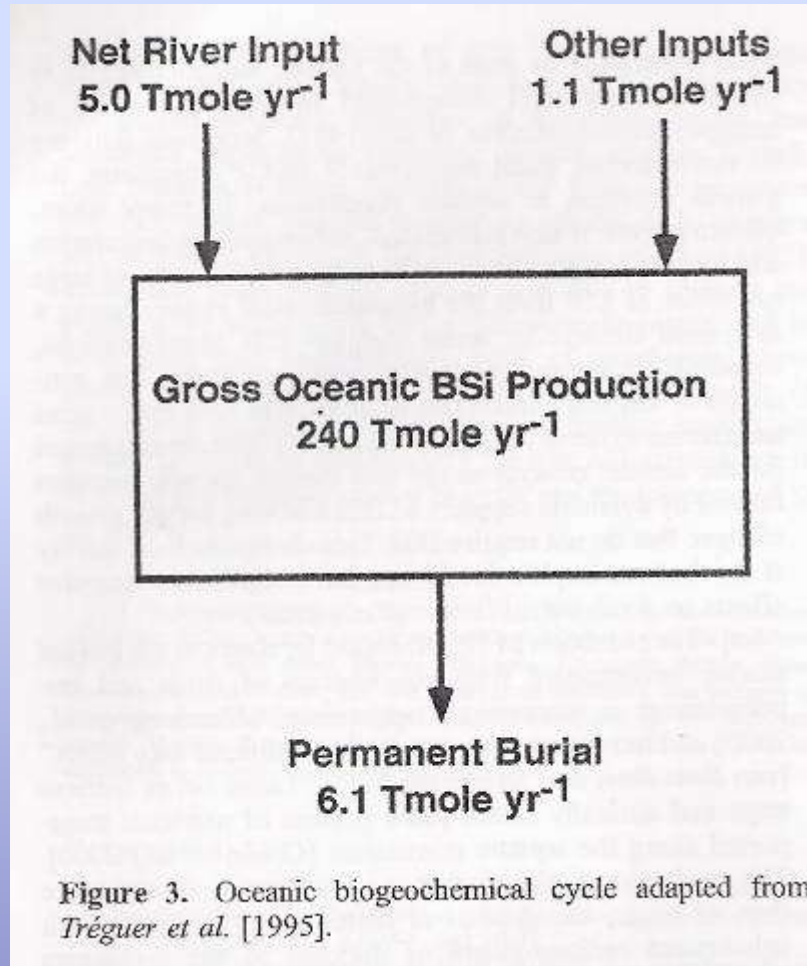 Net River Input
5.0 Tmole yr-1
Other Inputs
1.1 Tmole yr-1
Gross Oceanic BSi Production
240 Tmole yr-1
Permanent Burial
6.1 Tmole yr-1
Figure 3. Oceanic biogeochemical cycle adapted from
Tréguer et al. [1995].